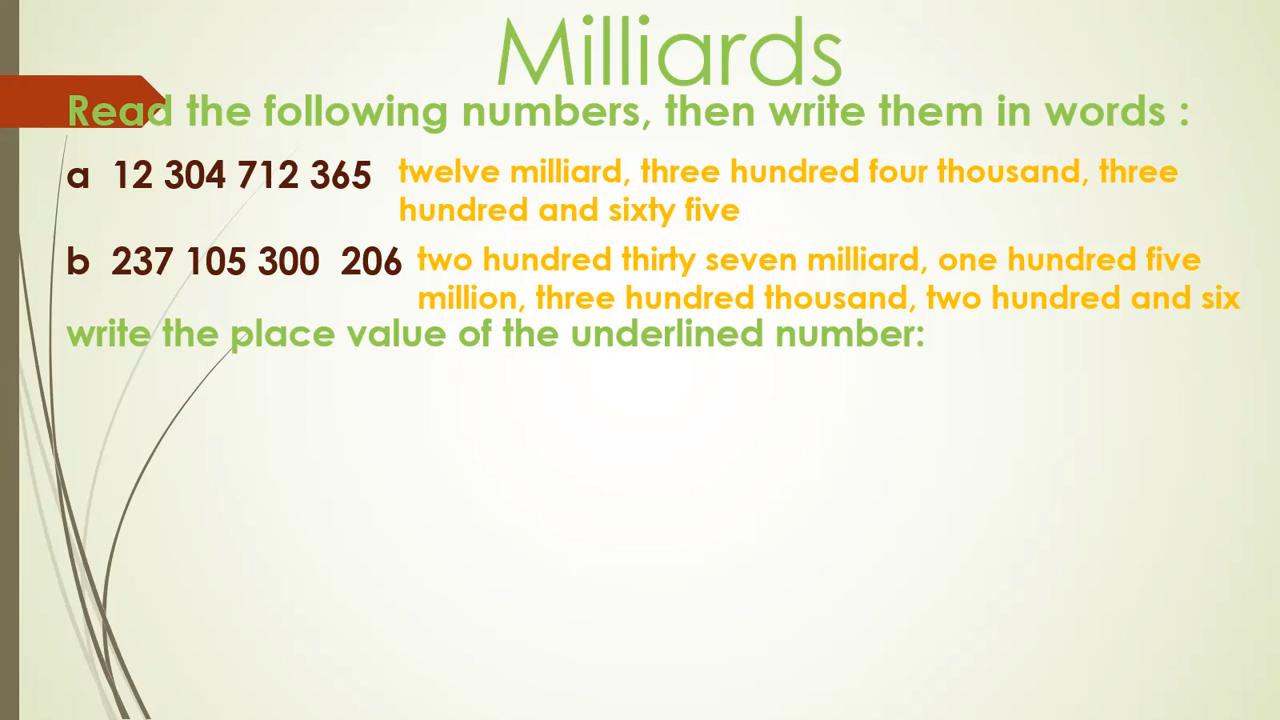 Milliards
Read the following numbers, then write them in words :
a 12 304 712 365 twelve milliard, three hundred four thousand, three
hundred and sixty five
b 237 105 300 206 two hundred thirty seven milliard, one hundred five
million, three hundred thousand, two hundred and six
write the place value of the underlined number: